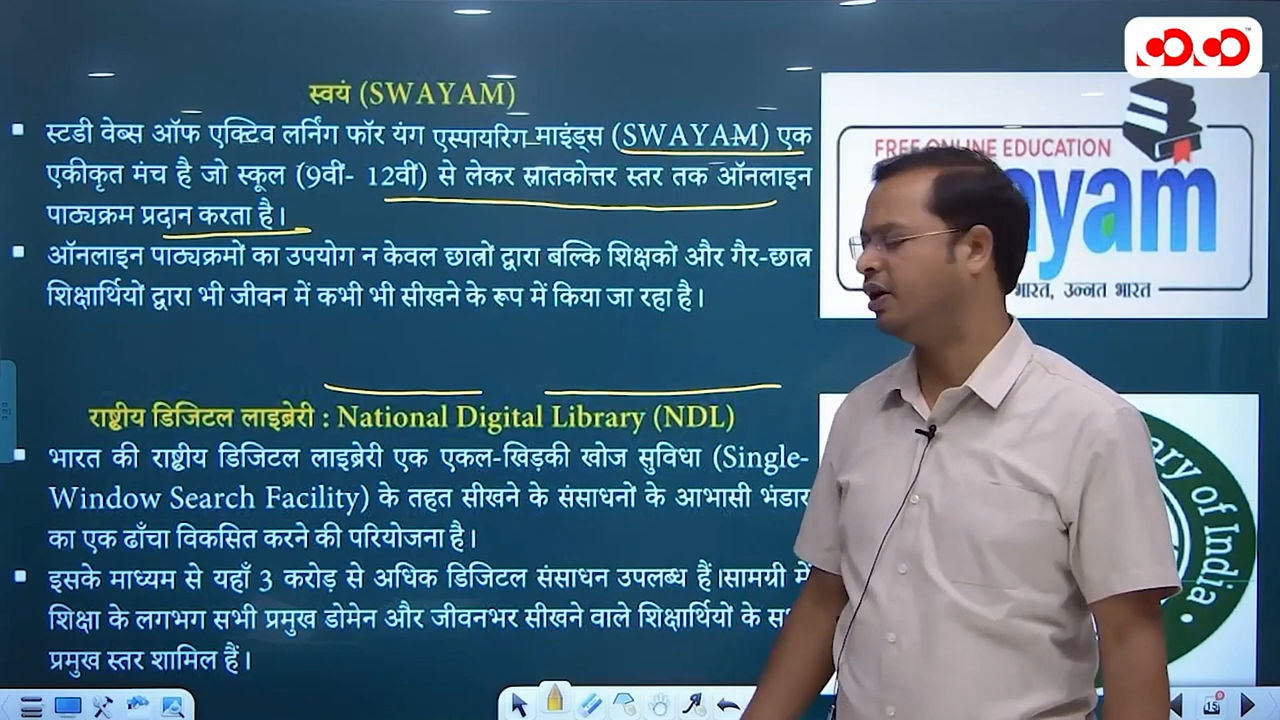 स्वयं (SWAYAM)
स्टडी वेब्स ऑफ एक्टिव लर्निंग फॉर यंग एस्पायरिंग माइंड्स (SWAYAM) एक
एकीकृत मंच है जो स्कूल (9वीं- 12वीं) से लेकर स्नातकोत्तर स्तर तक ऑनलाइन
पाठ्यक्रम प्रदान करता है।
ऑनलाइन पाठ्यक्रमों का उपयोग न केवल छात्रों द्वारा बल्कि शिक्षकों और गैर-छात्र
शिक्षार्थियों द्वारा भी जीवन में कभी भी सीखने के रूप में किया जा रहा है।
FREE ONLINE EDUCATION
yam
भारत, उन्नत भारत
राष्ट्रीय डिजिटल लाइब्रेरी : National Digital Library (NDL)
भारत की राष्ट्रीय डिजिटल लाइब्रेरी एक एकल-खिड़की खोज सुविधा (Single-
Window Search Facility) के तहत सीखने के संसाधनों के आभासी भंडार
का एक ढाँचा विकसित करने की परियोजना है।
इसके माध्यम से यहाँ 3 करोड़ से अधिक डिजिटल संसाधन उपलब्ध हैं।सामग्री में
शिक्षा के लगभग सभी प्रमुख डोमेन और जीवनभर सीखने वाले शिक्षार्थियों के
प्रमुख स्तर शामिल हैं।
rary of India
15